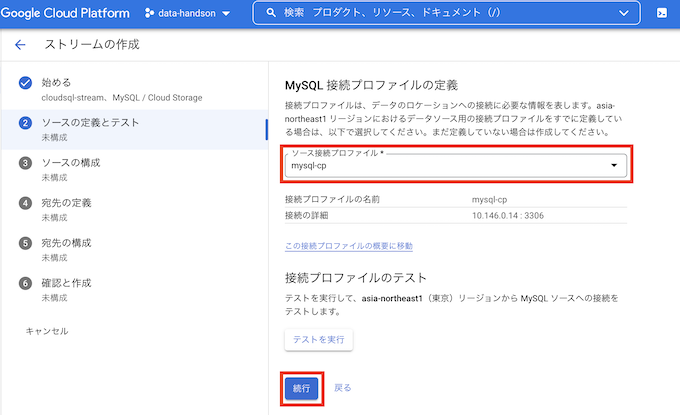 Google Cloud Platform
data-handson
検索 プロダクト、リソース、ドキュメント（/）
ストリームの作成
始める
cloudsql-stream、MySQL / Cloud Storage
2 ソースの定義とテスト
未構成
3 ソースの構成
未構成
4 宛先の定義
未構成
5 宛先の構成
未構成
6 確認と作成
未構成
キャンセル
MySQL 接続プロファイルの定義
接続プロファイルは、データのロケーションへの接続に必要な情報を表します。asia-
northeast1 リージョンにおけるデータソース用の接続プロファイルをすでに定義してい
る場合は、以下で選択してください。まだ定義していない場合は作成してください。
ソース接続プロファイル *
mysql-cp
接続プロファイルの名前 mysql-cp
接続の詳細 10.146.0.14 : 3306
この接続プロファイルの概要に移動
接続プロファイルのテスト
テストを実行して、asia-northeast1（東京）リージョンから MySQL ソースへの接続を
テストします。
テストを実行
続行 戻る